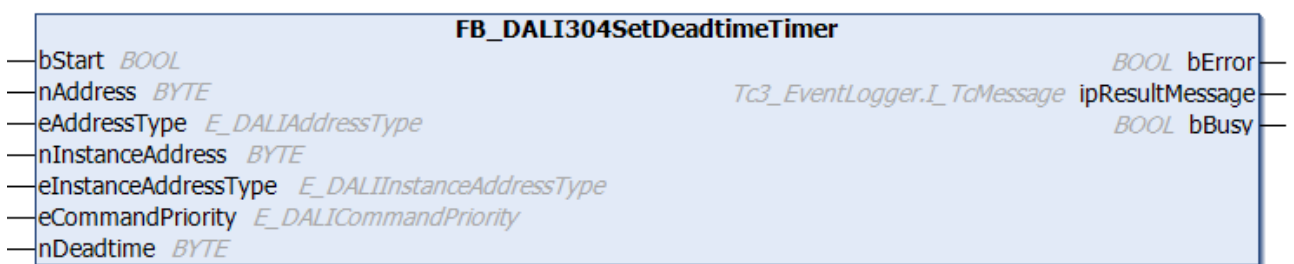 FB_DALI304SetDeadtimeTimer
bStart BOOL BOOL bError
nAddress BYTE Tc3_EventLogger.I_TcMessage ipResultMessage
eAddressType E_DALIAddressType BOOL bBusy
nInstanceAddress BYTE
eInstanceAddressType E_DALIInstanceAddressType
eCommandPriority E_DALICommandPriority
nDeadtime BYTE